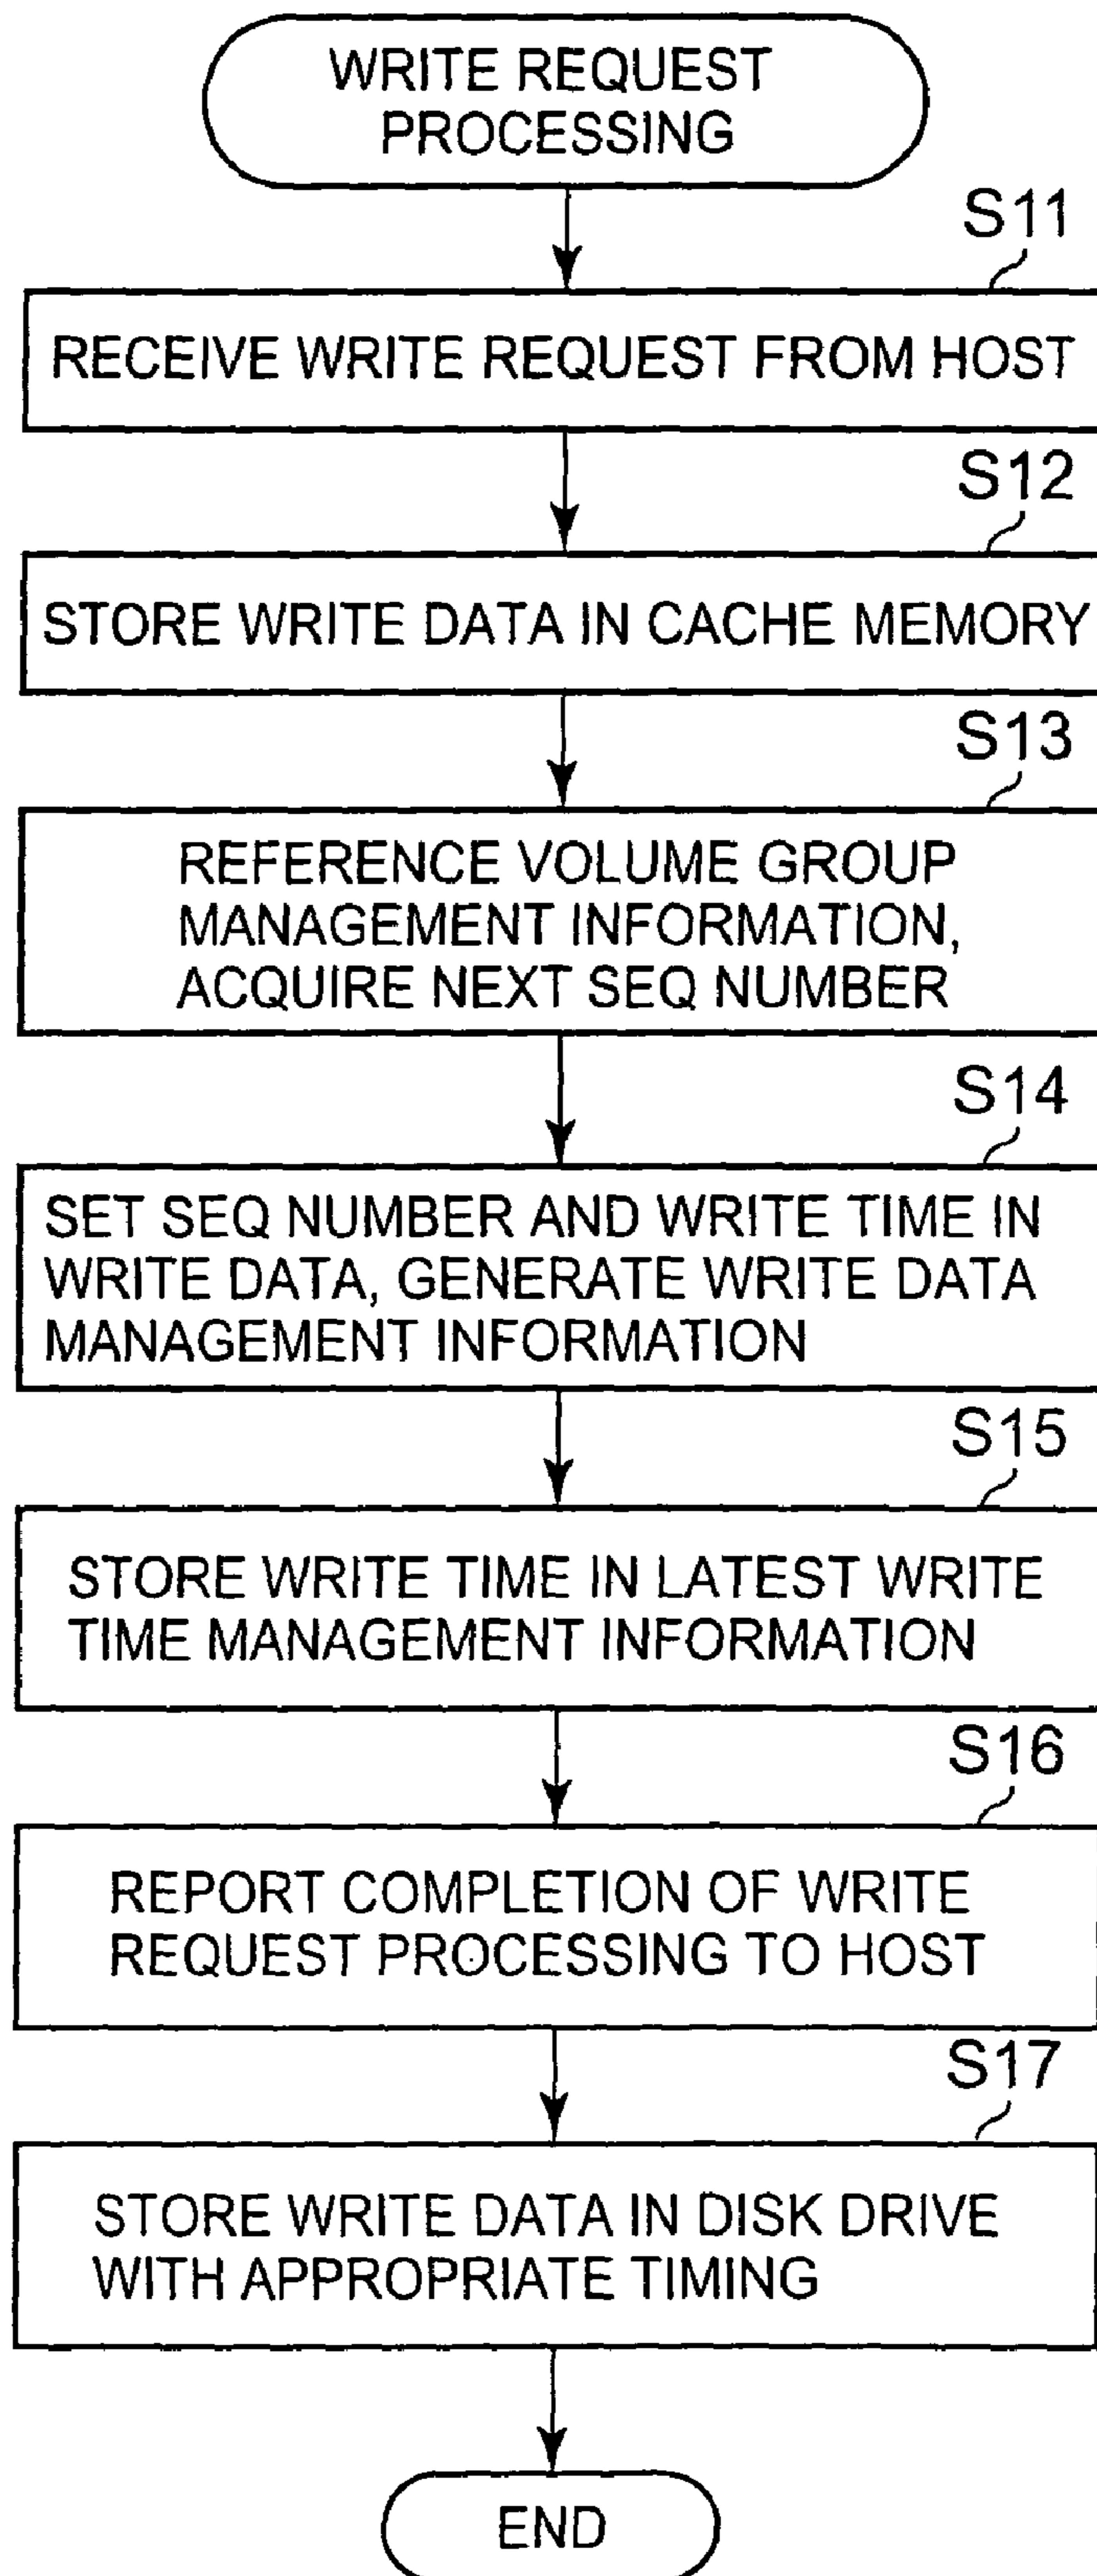 WRITE REQUEST
PROCESSING
S11
RECEIVE WRITE REQUEST FROM HOST
S12
STORE WRITE DATA IN CACHE MEMORY
S13
REFERENCE VOLUME GROUP
MANAGEMENT INFORMATION,
ACQUIRE NEXT SEQ NUMBER
S14
SET SEQ NUMBER AND WRITE TIME IN
WRITE DATA, GENERATE WRITE DATA
MANAGEMENT INFORMATION
S15
STORE WRITE TIME IN LATEST WRITE
TIME MANAGEMENT INFORMATION
S16
REPORT COMPLETION OF WRITE
REQUEST PROCESSING TO HOST
S17
STORE WRITE DATA IN DISK DRIVE
WITH APPROPRIATE TIMING
END